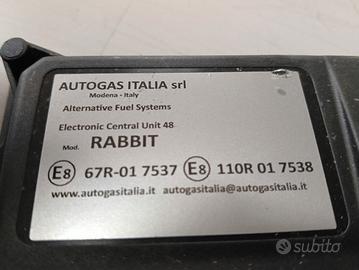 AUTOGAS ITALIA srl
Modena - Italy
Alternative Fuel Systems
Electronic Central Unit 48
Mod. RABBIT
E8 67R-01 7537 E8 110R 01 7538
www.autogasitalia.it autogasitalia@autogasitalia.it
subito